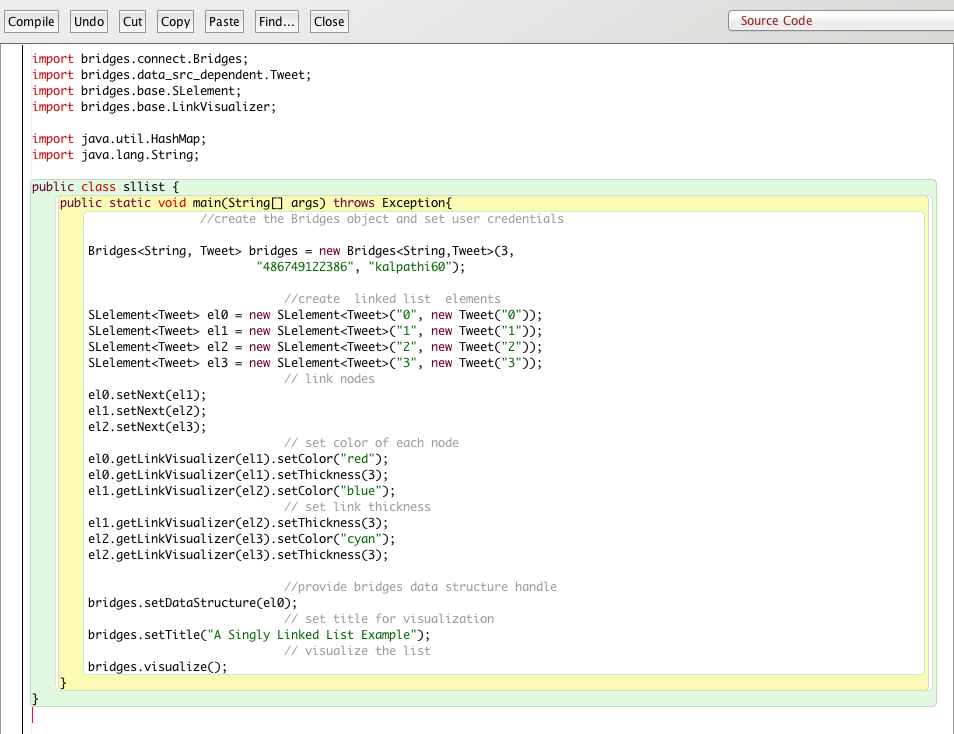 Compile Undo Cut Copy Paste Find... Close Source Code
import bridges.connect.Bridges;
import bridges.data_src_dependent.Tweet;
import bridges.base.SLelement;
import bridges.base.LinkVisualizer;
import java.util.HashMap;
import java.lang.String;
public class sllist {
public static void main(String[] args) throws Exception{
//create the Bridges object and set user credentials
Bridges<String, Tweet> bridges = new Bridges<String,Tweet>(3,
"486749122386", "kalpathi60");
//create  linked list  elements
SLelement<Tweet> el0 = new SLelement<Tweet>("0", new Tweet("0"));
SLelement<Tweet> el1 = new SLelement<Tweet>("1", new Tweet("1"));
SLelement<Tweet> el2 = new SLelement<Tweet>("2", new Tweet("2"));
SLelement<Tweet> el3 = new SLelement<Tweet>("3", new Tweet("3"));
// link nodes
el0.setNext(el1);
el1.setNext(el2);
el2.setNext(el3);
// set color of each node
el0.getLinkVisualizer(el1).setColor("red");
el0.getLinkVisualizer(el1).setThickness(3);
el1.getLinkVisualizer(el2).setColor("blue");
// set link thickness
el1.getLinkVisualizer(el2).setThickness(3);
el2.getLinkVisualizer(el3).setColor("cyan");
el2.getLinkVisualizer(el3).setThickness(3);
//provide bridges data structure handle
bridges.setDataStructure(el0);
// set title for visualization
bridges.setTitle("A Singly Linked List Example");
// visualize the list
bridges.visualize();
}
}